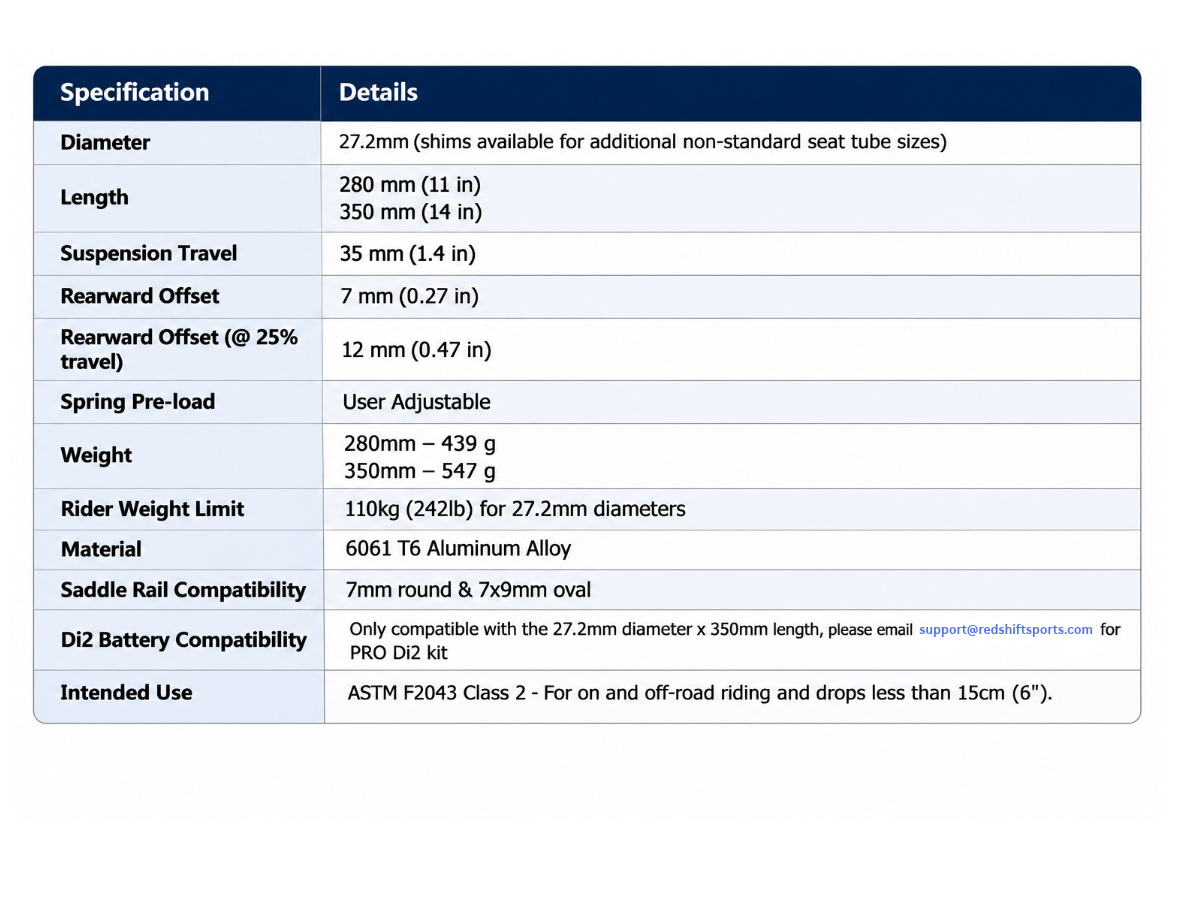 Specification Details
Diameter 27.2mm (shims available for additional non-standard seat tube sizes)
Length 280 mm (11 in)
350 mm (14 in)
Suspension Travel 35 mm (1.4 in)
Rearward Offset 7 mm (0.27 in)
Rearward Offset (@ 25%
travel) 12 mm (0.47 in)
Spring Pre-load User Adjustable
Weight 280mm – 439 g
350mm – 547 g
Rider Weight Limit 110kg (242lb) for 27.2mm diameters
Material 6061 T6 Aluminum Alloy
Saddle Rail Compatibility 7mm round & 7x9mm oval
Di2 Battery Compatibility Only compatible with the 27.2mm diameter x 350mm length, please email support@redshiftsports.com for
PRO Di2 kit
Intended Use ASTM F2043 Class 2 - For on and off-road riding and drops less than 15cm (6").